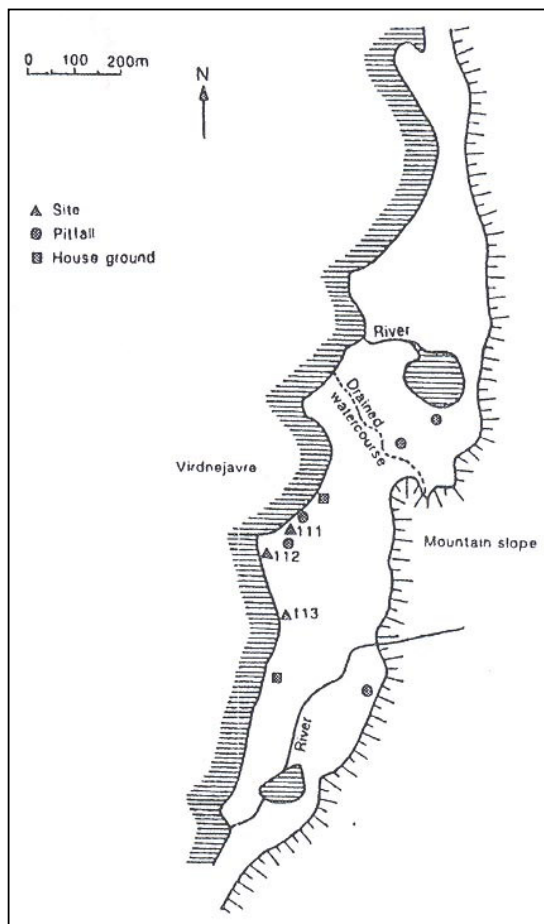 0 100 200m
N
Site
Pitfall
House ground
River
Drained
watercourse
Virdnejavre
111
112
Mountain slope
113
River